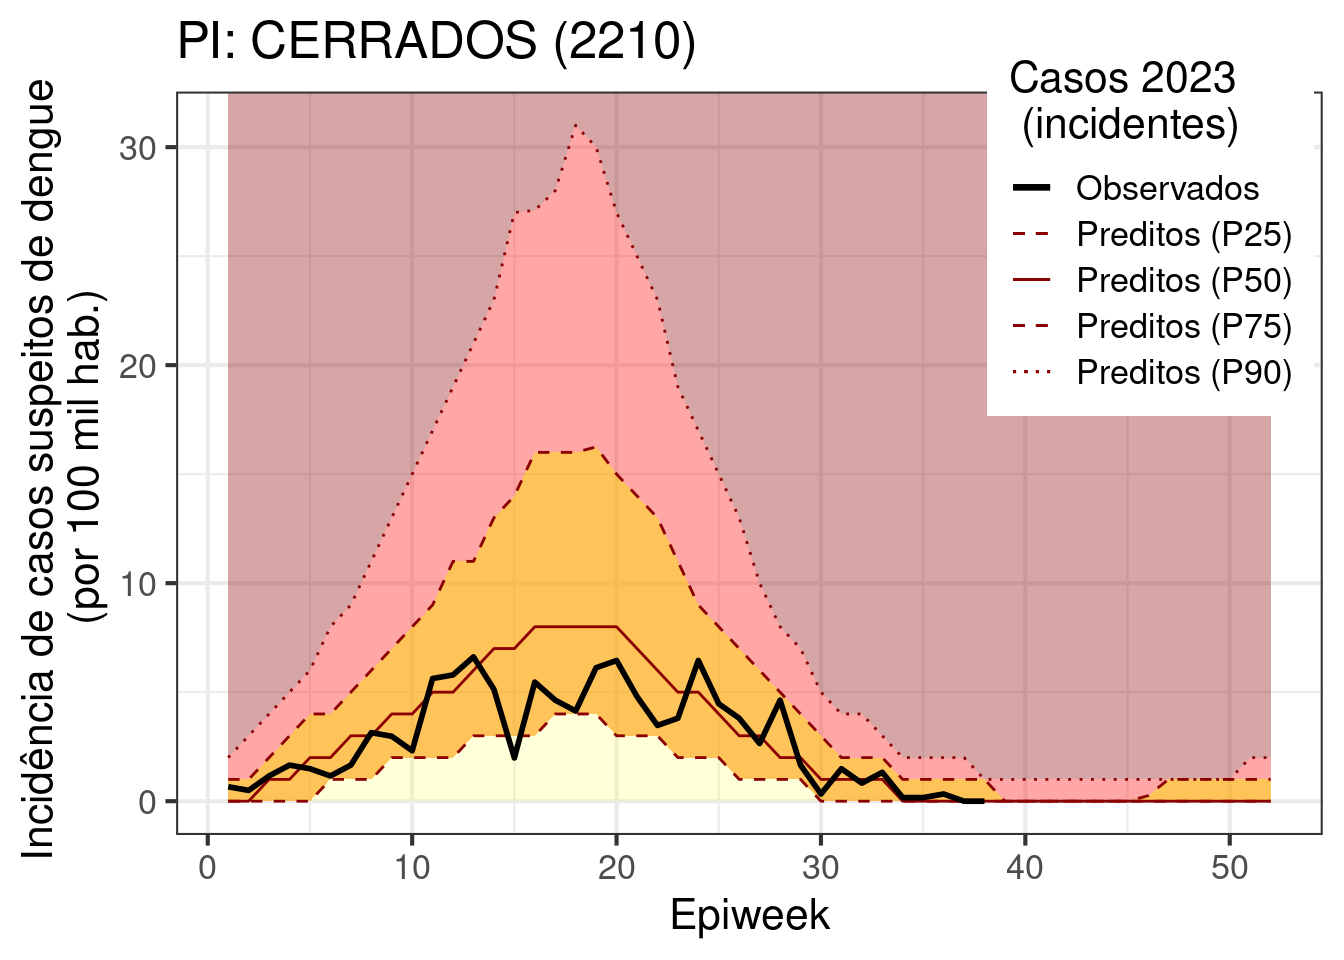 PI: CERRADOS (2210)
Incidência de casos suspeitos de dengue
(por 100 mil hab.)
30
20
10
0
0 10 20 30 40 50
Epiweek
Casos 2023
(incidentes)
Observados
Preditos (P25)
Preditos (P50)
Preditos (P75)
Preditos (P90)